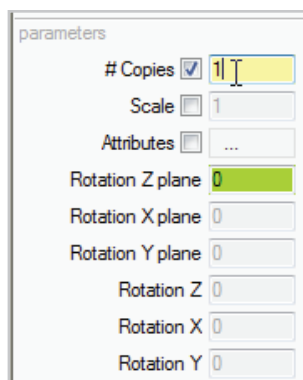 parameters
# Copies 1
Scale 1
Attributes ...
Rotation Z plane 0
Rotation X plane 0
Rotation Y plane 0
Rotation Z 0
Rotation X 0
Rotation Y 0